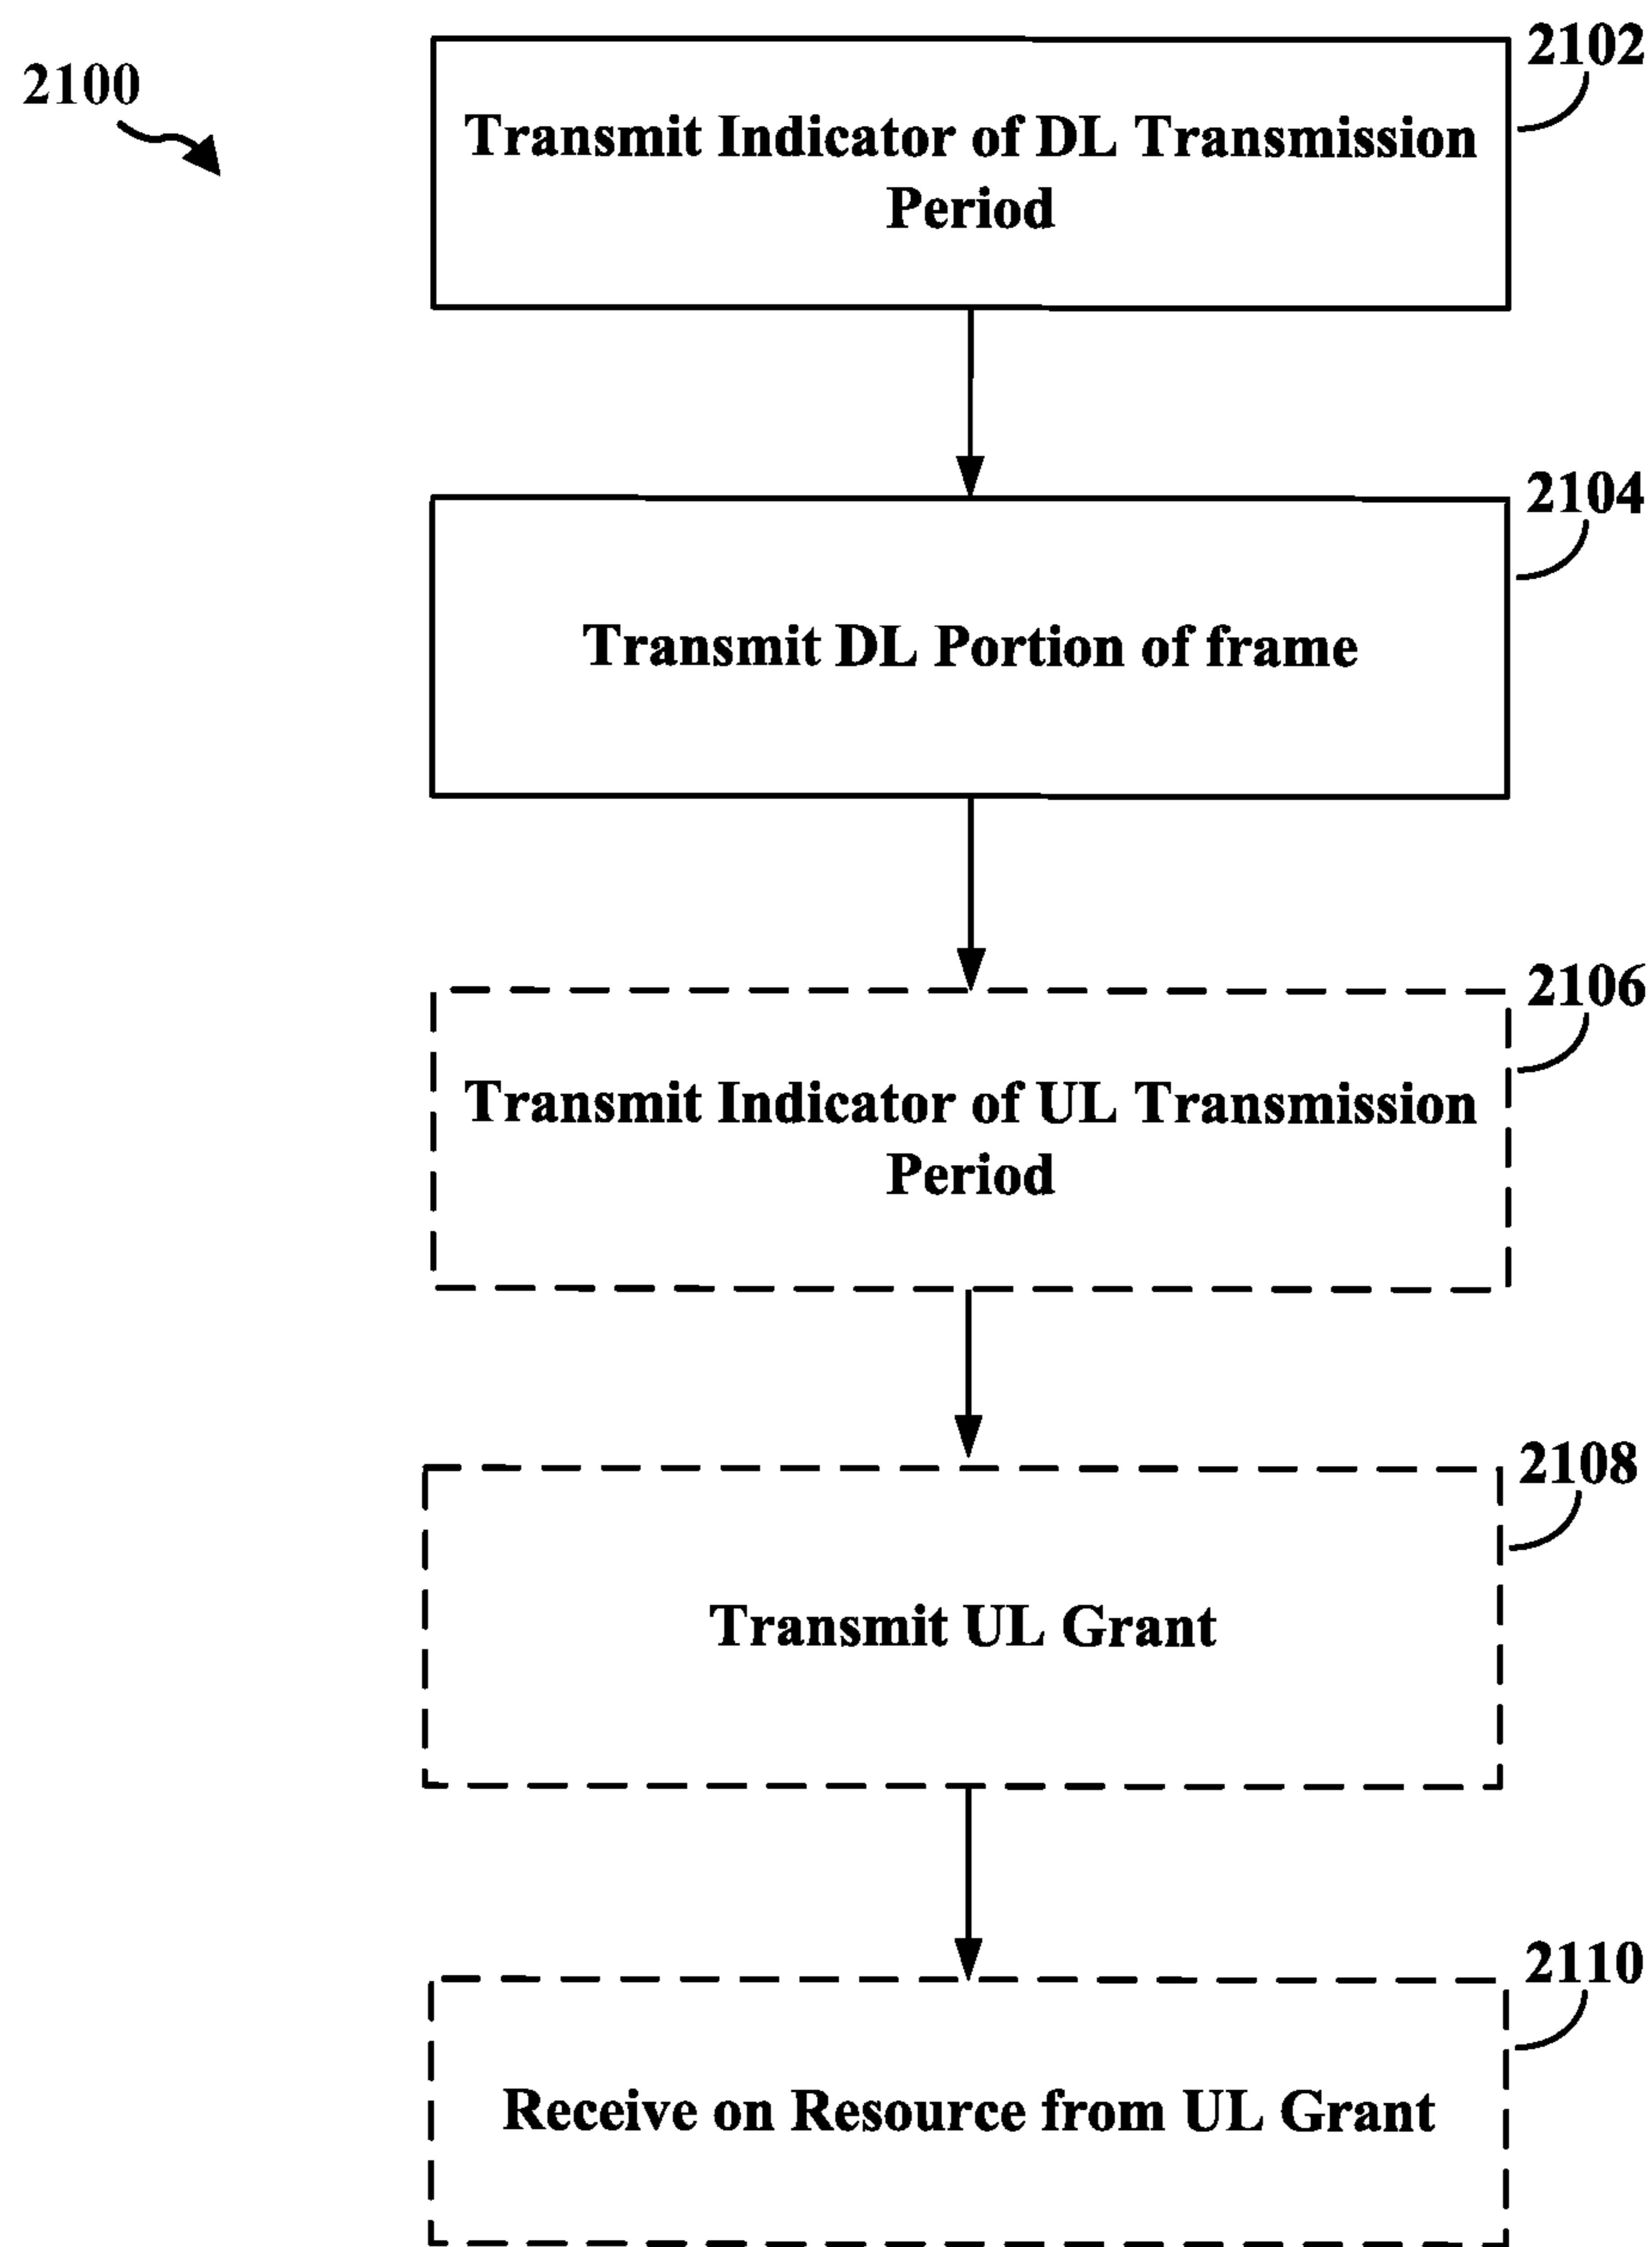 2100
2102
Transmit Indicator of DL Transmission
Period
2104
Transmit DL Portion of frame
2106
Transmit Indicator of UL Transmission
Period
2108
Transmit UL Grant
2110
Receive on Resource from UL Grant